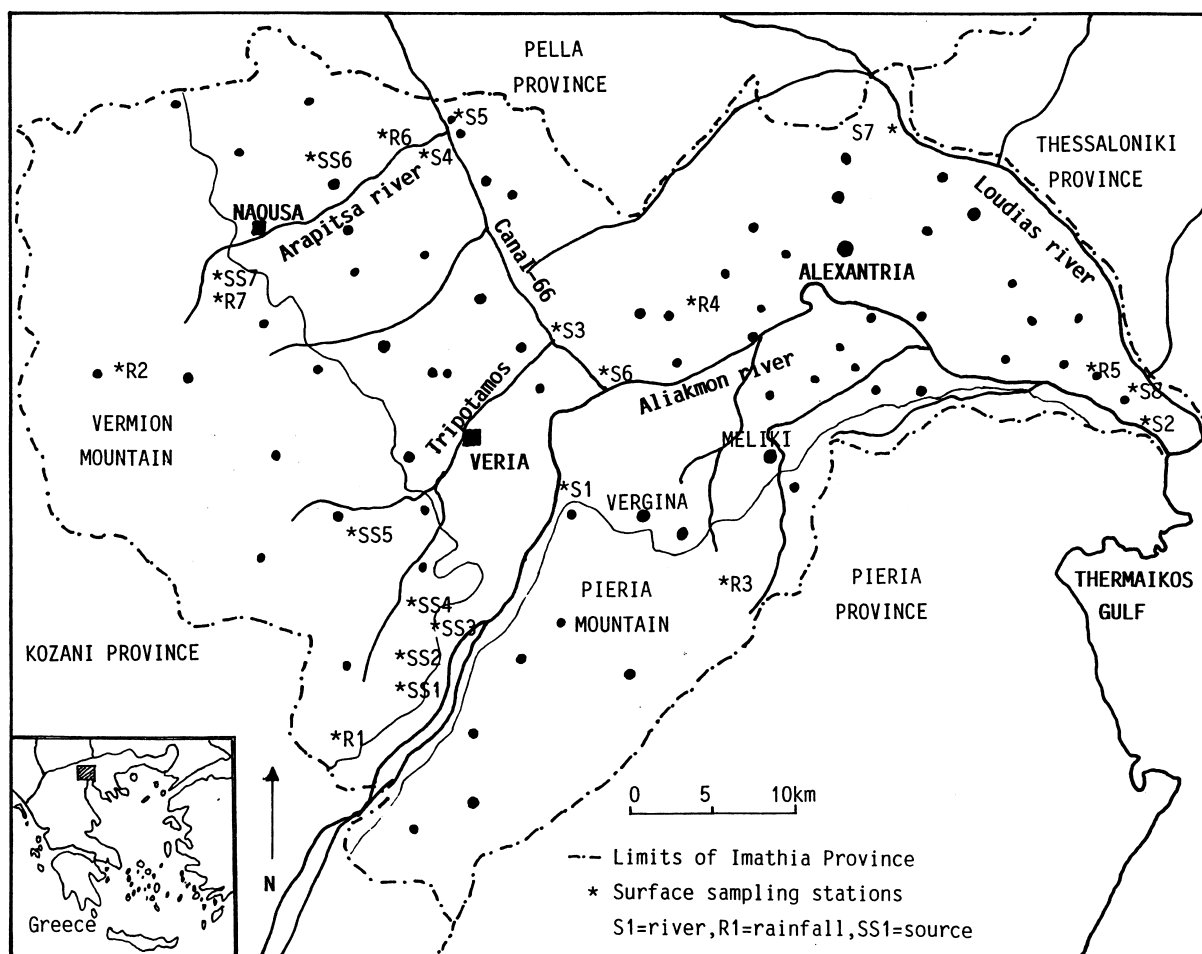 PELLA
PROVINCE
*S5
*R6
*S4
S7 *
*SS6
THESSALONIKI
PROVINCE
NAOUSA
Arapitsa river
Loudias river
Canal 66
*SS7
*R7
ALEXANTRIA
*R4
*S3
*R2
*S6
*R5
*S8
Aliakmon river
Tripotamos
VERMION
MOUNTAIN
*S2
MELIKI
VERIA
*S1
VERGINA
*SS5
PIERIA
MOUNTAIN
*R3
PIERIA
PROVINCE
THERMAIKOS
GULF
*SS4
*SS3
KOZANI PROVINCE
*SS2
*SS1
*R1
0 5 10km
Limits of Imathia Province
N
* Surface sampling stations
Greece
S1=river,R1=rainfall,SS1=source